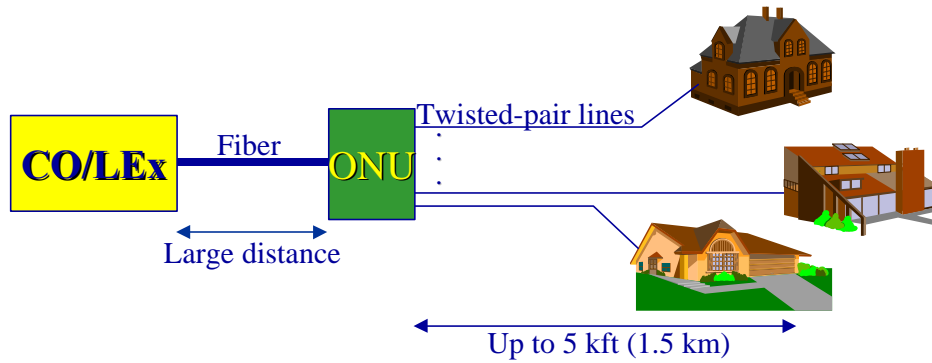 Twisted-pair lines
Fiber
CO/LEx
ONU
Large distance
Up to 5 kft (1.5 km)